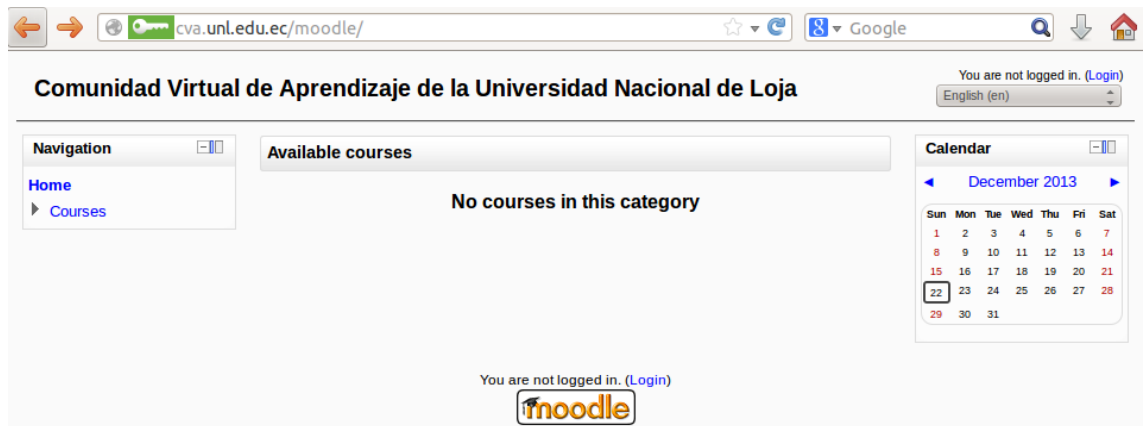 cva.unl.edu.ec/moodle/
8 Google
Comunidad Virtual de Aprendizaje de la Universidad Nacional de Loja
You are not logged in. (Login)
English (en)
Navigation
Home
Courses
Available courses
No courses in this category
Calendar
◄ December 2013 ►
Sun Mon Tue Wed Thu Fri Sat
1 2 3 4 5 6 7
8 9 10 11 12 13 14
15 16 17 18 19 20 21
22 23 24 25 26 27 28
29 30 31
You are not logged in. (Login)
moodle